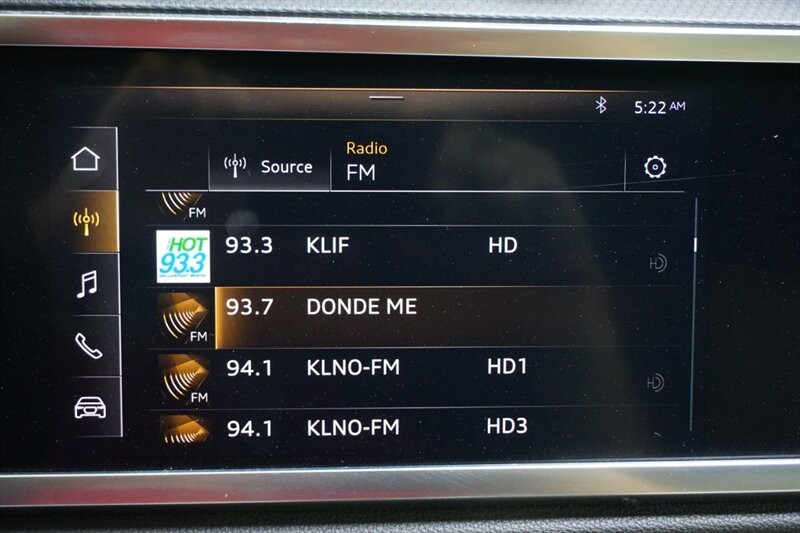 5:22 AM
Source
Radio
FM
FM
93.3 KLIF HD
HOT
93.3
93.7 DONDE ME
FM
94.1 KLNO-FM HD1
FM
94.1 KLNO-FM HD3